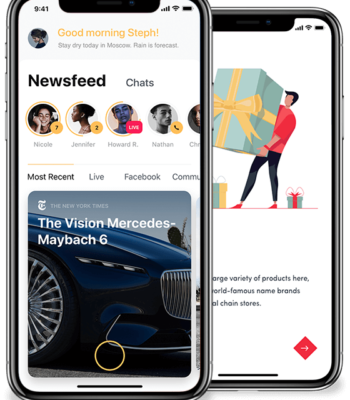 9:41
Good morning Steph!
Stay dry today in Moscow. Rain is forecast.
Newsfeed Chats
7 2 LIVE
Nicole Jennifer Howard R. Nathan Ch
Most Recent Live Facebook Commu
THE NEW YORK TIMES
The Vision Mercedes-
Maybach 6
arge variety of products here,
orld-famous name brands
al chain stores.